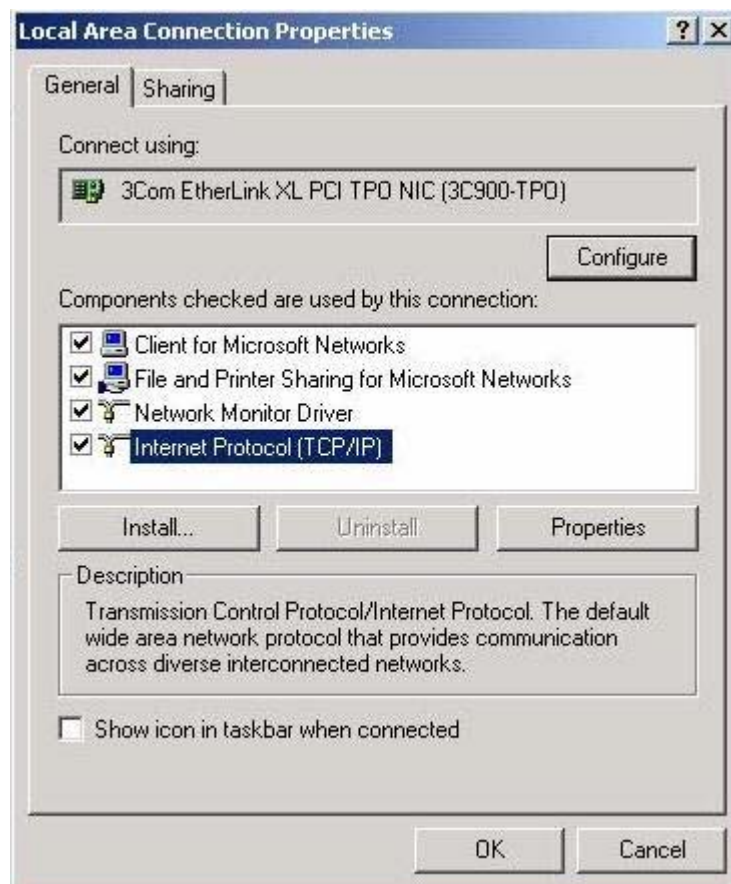 Local Area Connection Properties
General Sharing
Connect using:
3Com EtherLink XL PCI TPO NIC (3C900-TPO)
Configure
Components checked are used by this connection:
Client for Microsoft Networks
File and Printer Sharing for Microsoft Networks
Network Monitor Driver
Internet Protocol (TCP/IP)
Install... Uninstall Properties
Description
Transmission Control Protocol/Internet Protocol. The default
wide area network protocol that provides communication
across diverse interconnected networks.
Show icon in taskbar when connected
OK Cancel